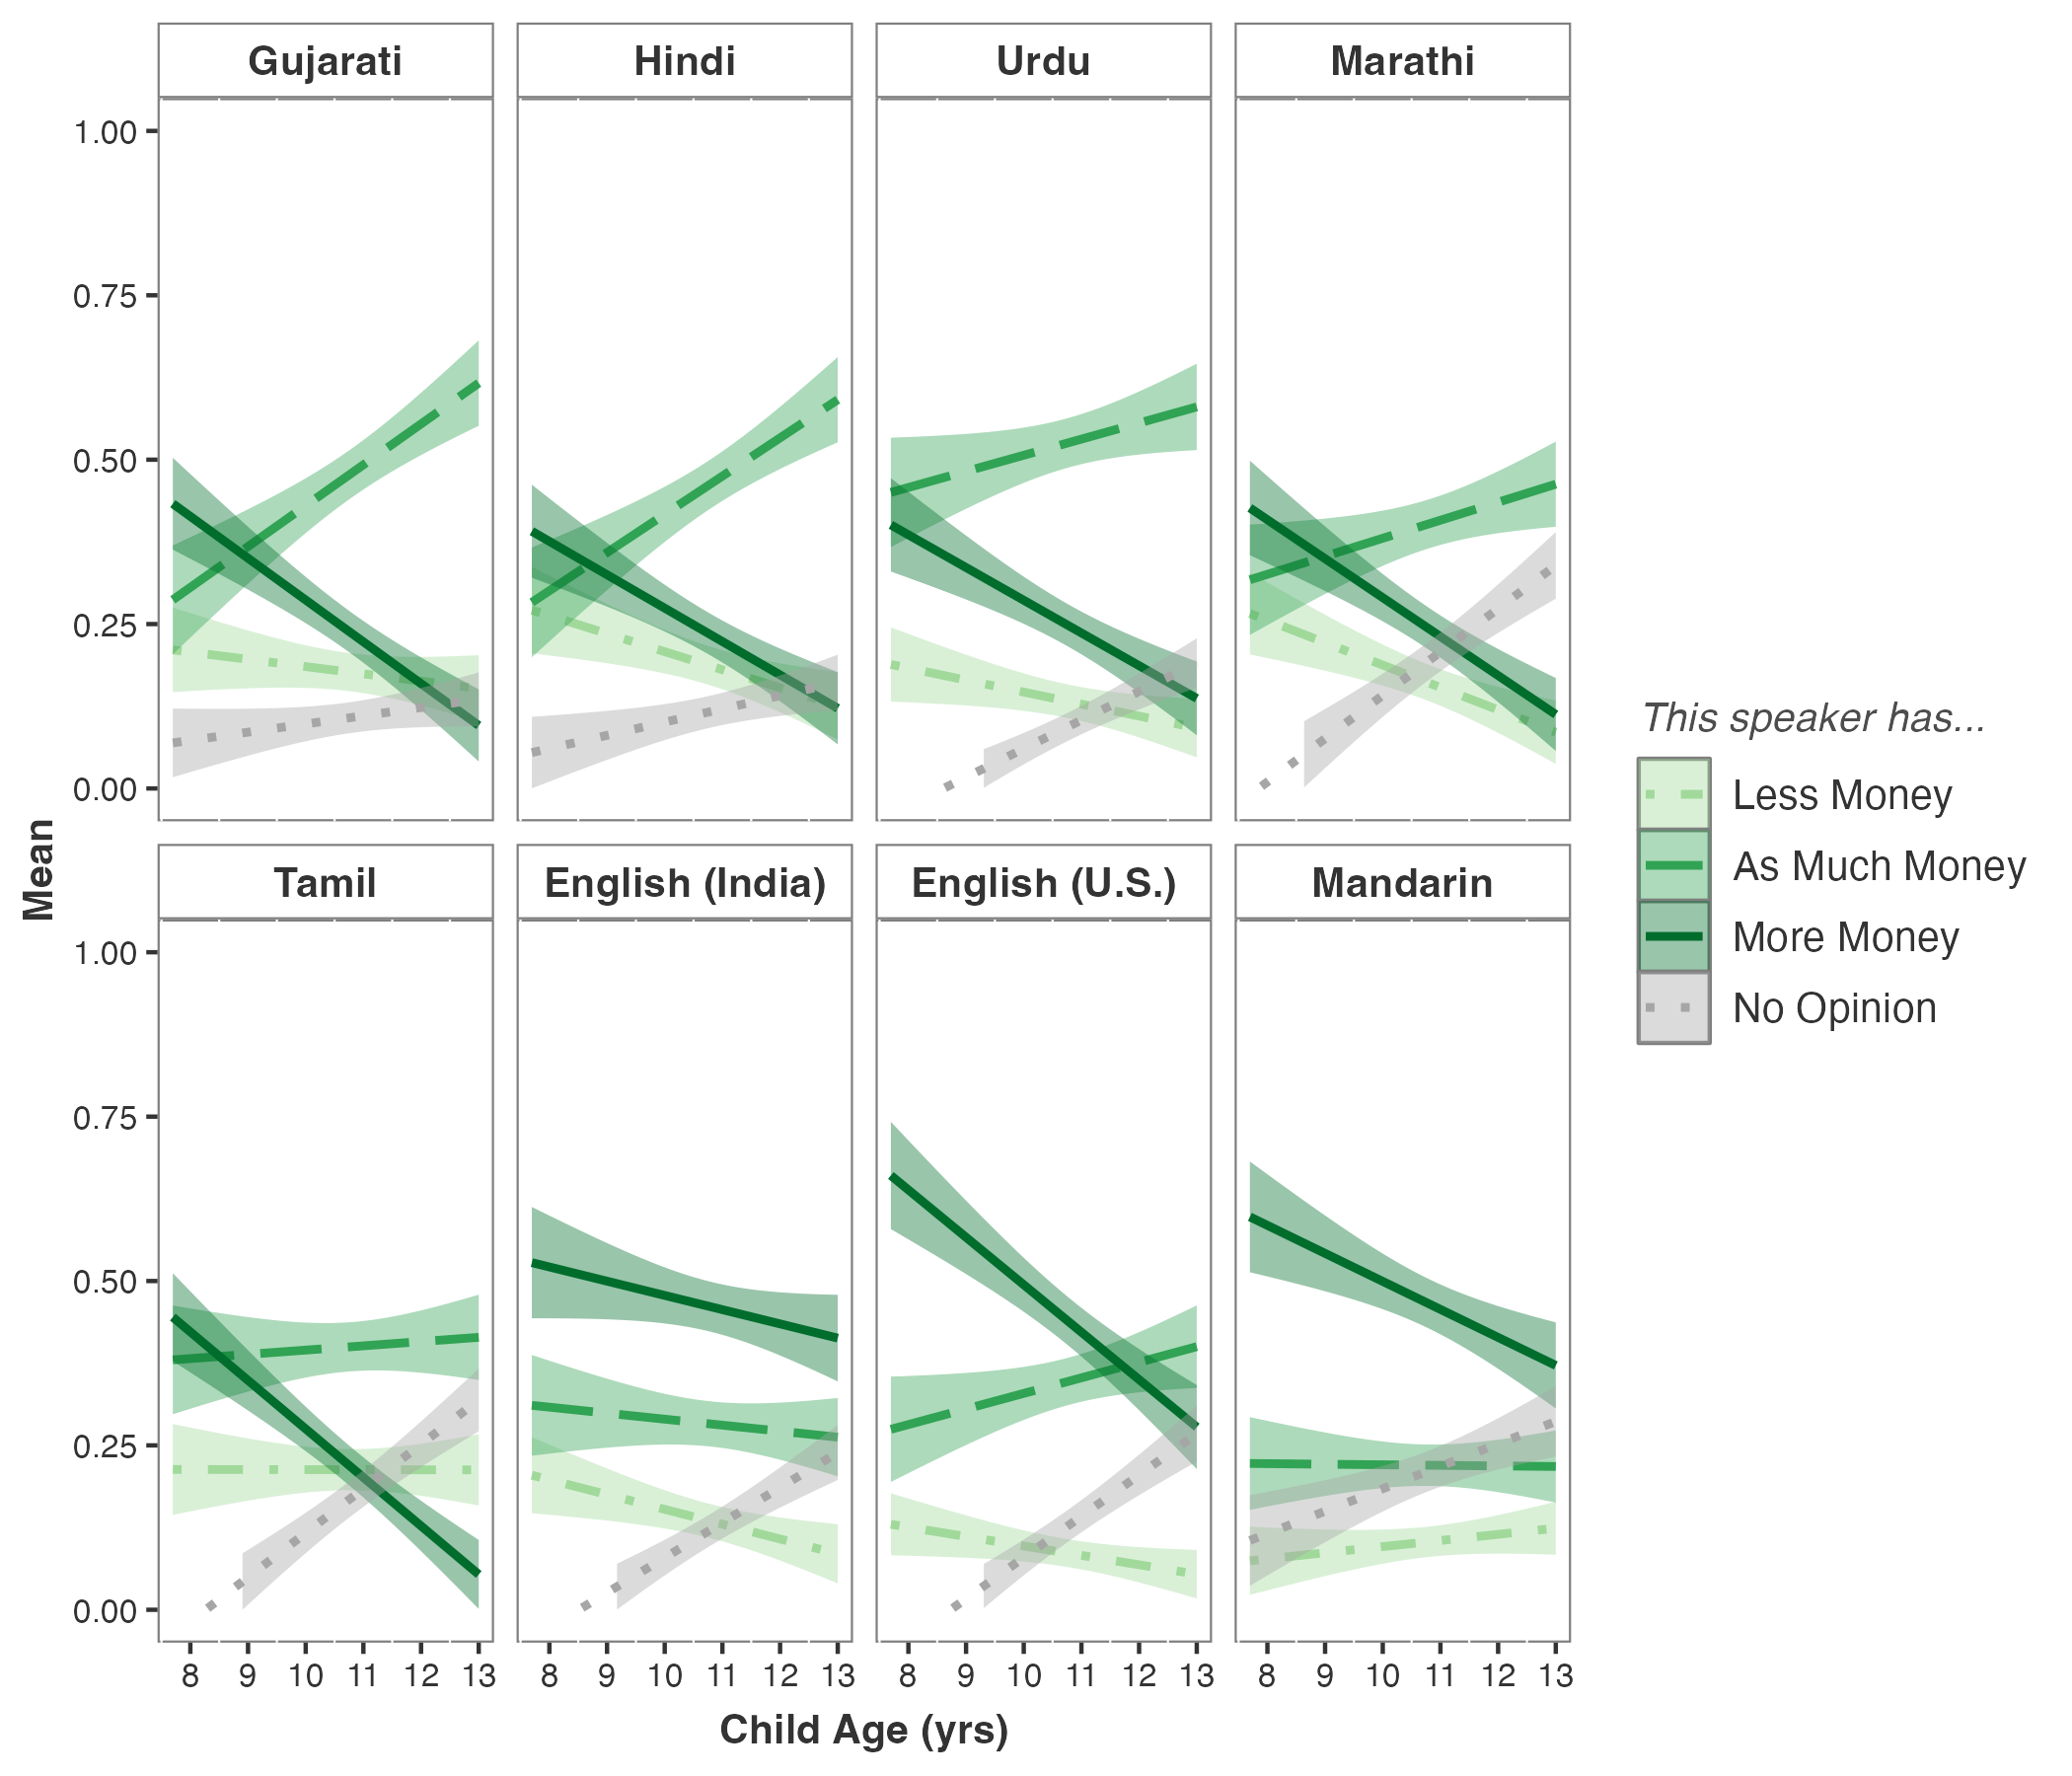 Gujarati Hindi Urdu Marathi
1.00
0.75
0.50
0.25
0.00
Mean
Tamil English (India) English (U.S.) Mandarin
1.00
0.75
0.50
0.25
0.00
8 9 10 11 12 13 8 9 10 11 12 13 8 9 10 11 12 13 8 9 10 11 12 13
Child Age (yrs)
This speaker has...
Less Money
As Much Money
More Money
No Opinion